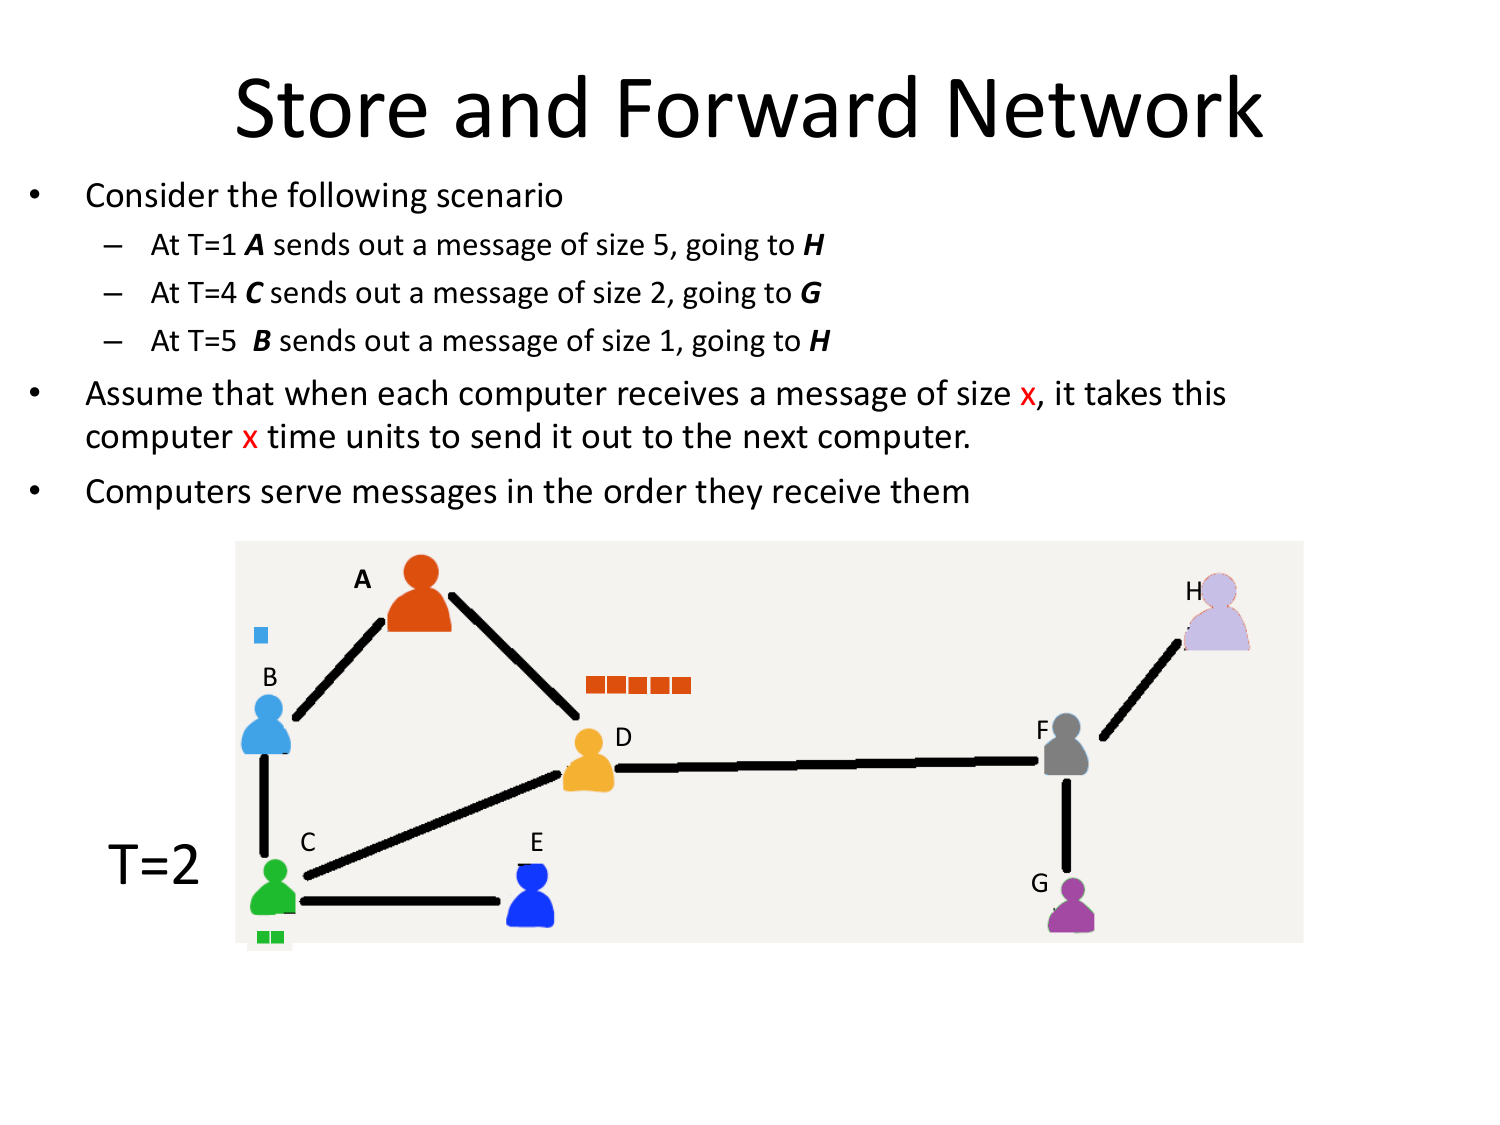 Store and Forward Network
• Consider the following scenario
– At T=1 A sends out a message of size 5, going to H
– At T=4 C sends out a message of size 2, going to G
– At T=5 B sends out a message of size 1, going to H
• Assume that when each computer receives a message of size x, it takes this
computer x time units to send it out to the next computer.
• Computers serve messages in the order they receive them
A
H
B
D
F
C
E
T=2
G